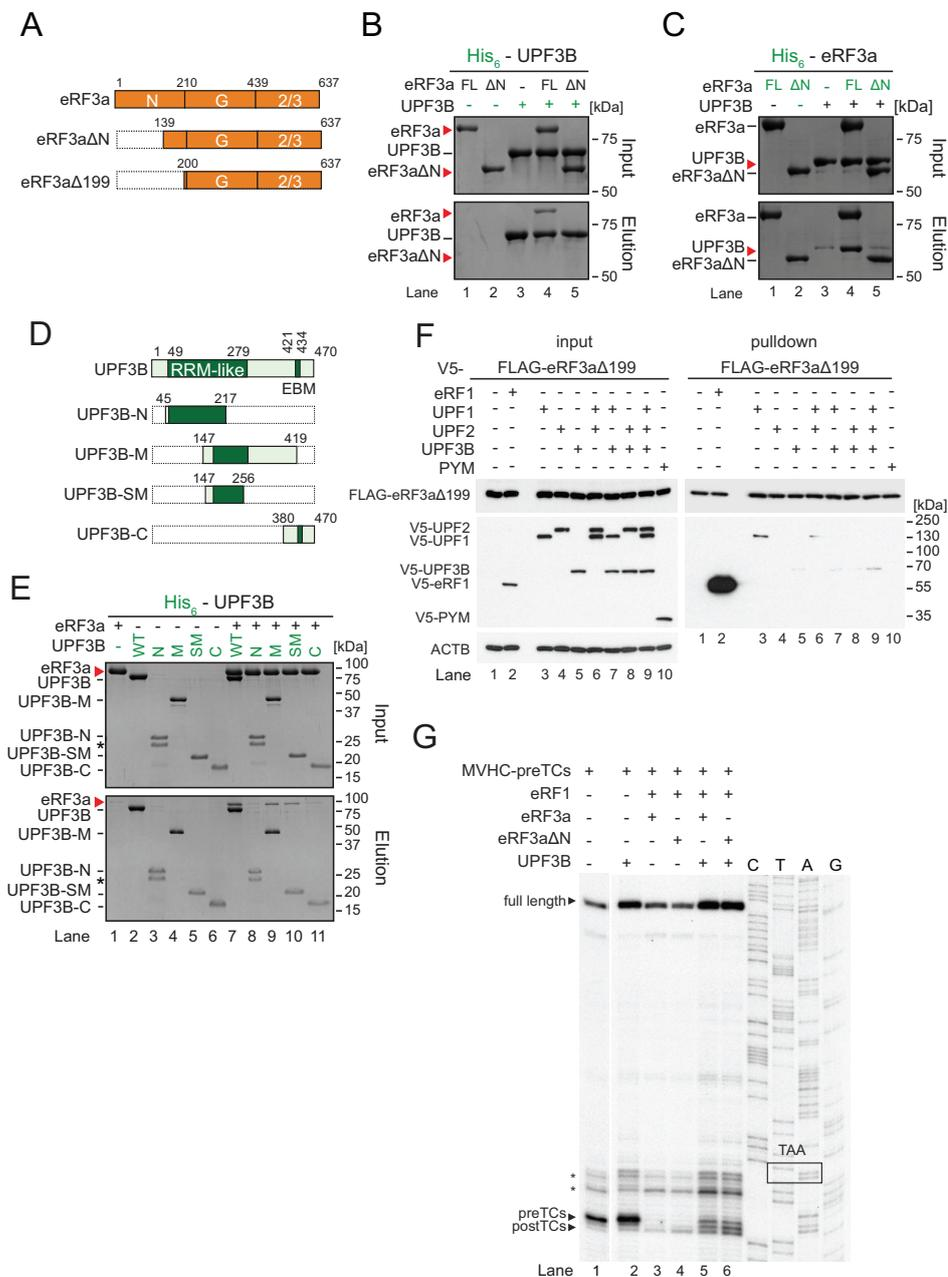 A
1 210 439 637
eRF3a N G 2/3
139 637
eRF3aΔN G 2/3
200 637
eRF3aΔ199 G 2/3
B
His6 - UPF3B
eRF3a FL ΔN - FL ΔN
UPF3B - - + + + [kDa]
eRF3a
UPF3B
eRF3aΔN
75
50
Input
eRF3a
UPF3B
eRF3aΔN
75
50
Elution
Lane 1 2 3 4 5
C
His6 - eRF3a
eRF3a FL ΔN - FL ΔN
UPF3B - - + + + [kDa]
eRF3a
UPF3B
eRF3aΔN
75
50
Input
eRF3a
UPF3B
eRF3aΔN
75
50
Elution
Lane 1 2 3 4 5
D
1 49 279 421 434 470
UPF3B RRM-like
EBM
45 217
UPF3B-N
147 419
UPF3B-M
147 256
UPF3B-SM
380 470
UPF3B-C
E
His6 - UPF3B
eRF3a + - - - - - + + + + +
UPF3B - WT N M SM C WT N M SM C [kDa]
eRF3a
UPF3B
UPF3B-M
UPF3B-N
*
UPF3B-SM
UPF3B-C
100
75
50
37
25
20
15
Input
eRF3a
UPF3B
UPF3B-M
UPF3B-N
*
UPF3B-SM
UPF3B-C
100
75
50
37
25
20
15
Elution
Lane 1 2 3 4 5 6 7 8 9 10 11
F
input pulldown
V5- FLAG-eRF3aΔ199 FLAG-eRF3aΔ199
eRF1 - + - - - - - - - - - + - - - - - - - -
UPF1 - - + - - + + - + - - - + - - + + - + -
UPF2 - - - + - + - + + - - - - + - + - + + -
UPF3B - - - - + - + + + - - - - - + - + + + -
PYM - - - - - - - - - + - - - - - - - - - +
FLAG-eRF3aΔ199
[kDa]
V5-UPF2
V5-UPF1
V5-UPF3B
V5-eRF1
V5-PYM
250
130
100
70
55
35
ACTB
1 2 3 4 5 6 7 8 9 10
Lane 1 2 3 4 5 6 7 8 9 10
G
MVHC-preTCs + + + + + +
eRF1 - - + + + +
eRF3a - - + - + -
eRF3aΔN - - - + - +
UPF3B - + - - + + C T A G
full length
TAA
*
*
preTCs
postTCs
Lane 1 2 3 4 5 6